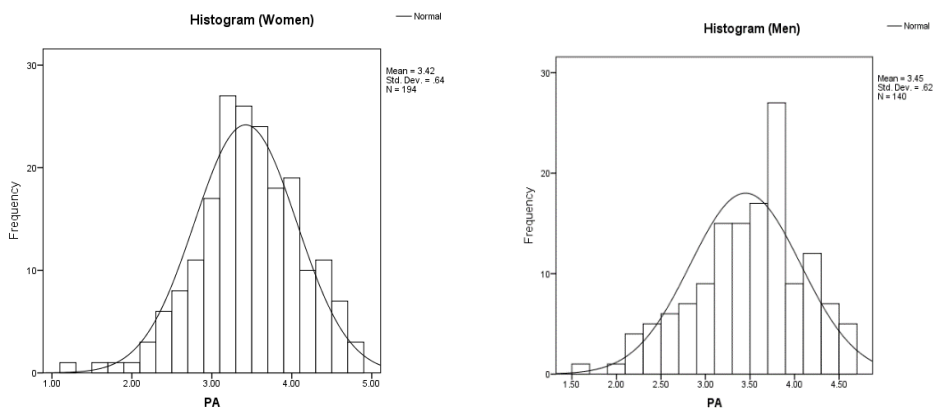 Histogram (Women)
Normal
Mean = 3.42
Std. Dev. = .64
N = 194
30
20
10
0
Frequency
1.00 2.00 3.00 4.00 5.00
PA
Histogram (Men)
Normal
Mean = 3.45
Std. Dev. = .62
N = 140
30
20
10
0
Frequency
1.50 2.00 2.50 3.00 3.50 4.00 4.50
PA